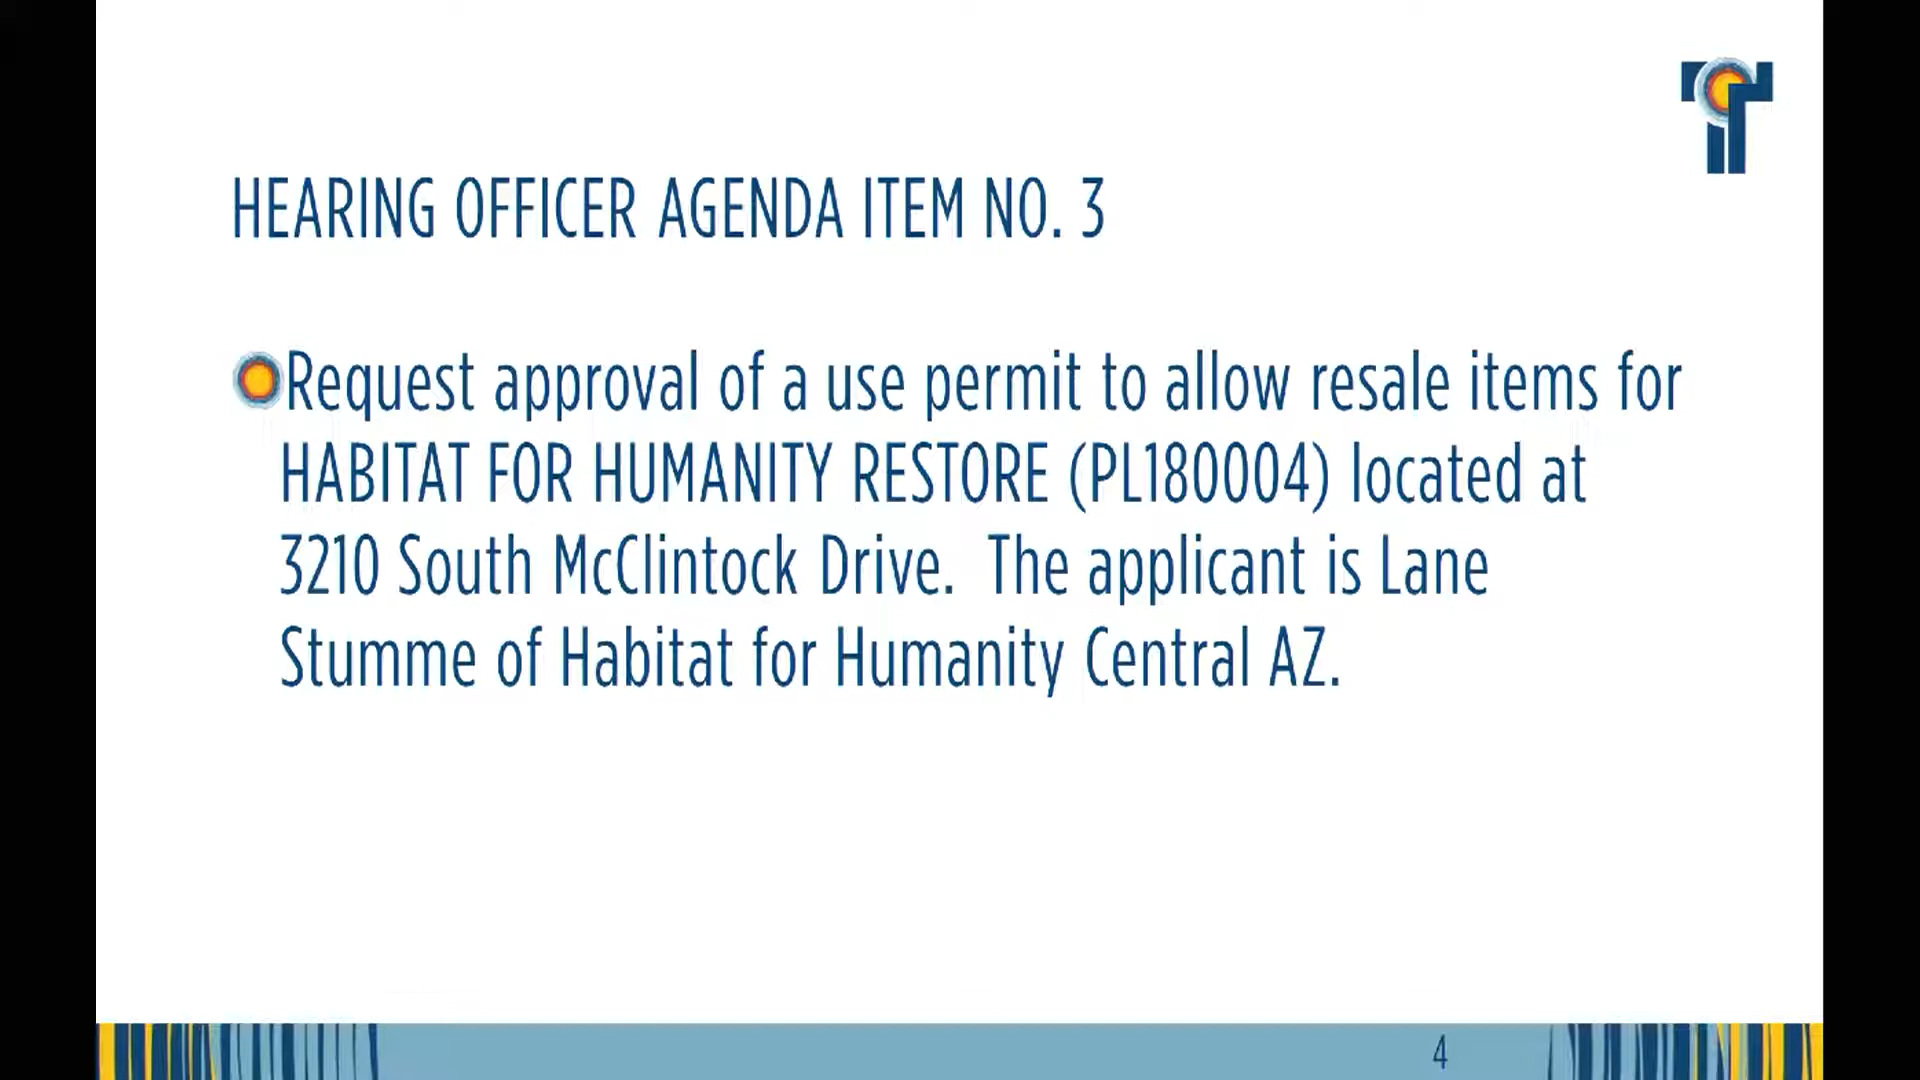 HEARING OFFICER AGENDA ITEM NO. 3
Request approval of a use permit to allow resale items for
HABITAT FOR HUMANITY RESTORE (PL180004) located at
3210 South McClintock Drive.  The applicant is Lane
Stumme of Habitat for Humanity Central AZ.
4